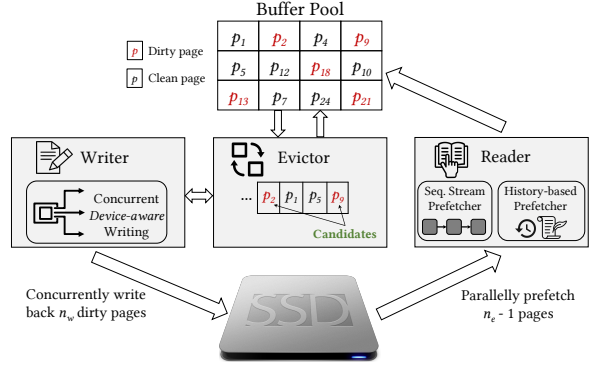 Buffer Pool
p Dirty page
p Clean page
p1 p2 p4 p9
p5 p12 p18 p10
p13 p7 p24 p21
Writer
Concurrent
Device-aware
Writing
Evictor
... p2 p1 p5 p9
Candidates
Reader
Seq. Stream
Prefetcher
History-based
Prefetcher
Concurrently write
back nw dirty pages
SSD
Parallelly prefetch
ne - 1 pages